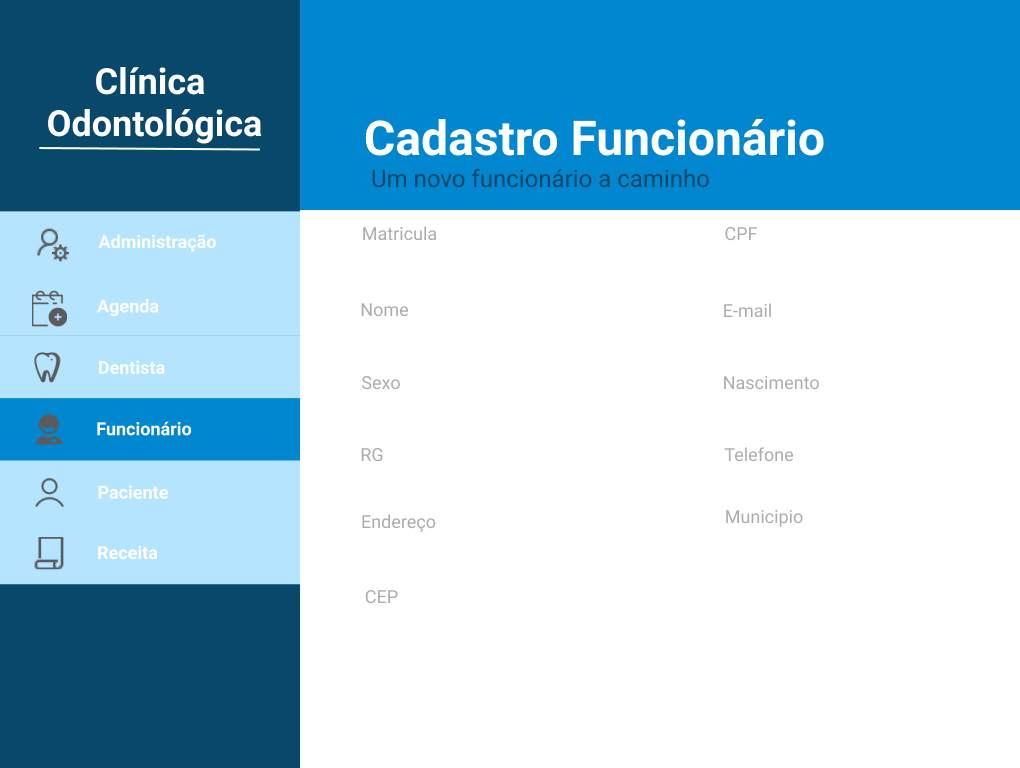 Clínica
Odontológica
Administração
Agenda
Dentista
Funcionário
Paciente
Receita
Cadastro Funcionário
Um novo funcionário a caminho
Matricula
CPF
Nome
E-mail
Sexo
Nascimento
RG
Telefone
Endereço
Municipio
CEP